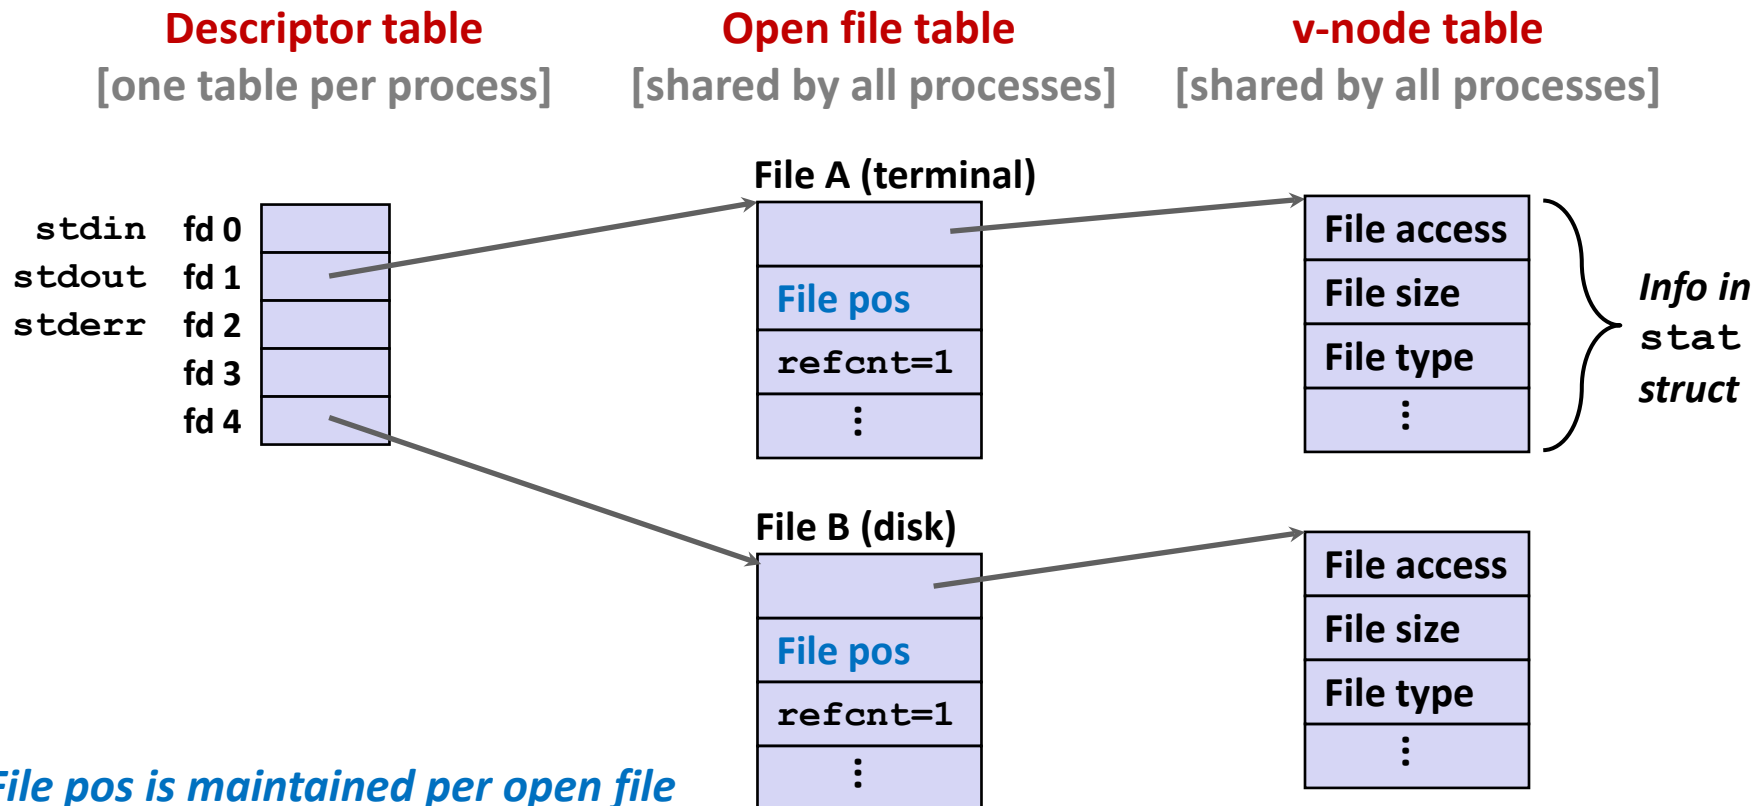 Descriptor table
[one table per process]
Open file table
[shared by all processes]
v-node table
[shared by all processes]
stdin fd 0
stdout fd 1
stderr fd 2
fd 3
fd 4
File A (terminal)
File pos
refcnt=1
⋮
File access
File size
File type
⋮
Info in
stat
struct
File B (disk)
File pos
refcnt=1
⋮
File access
File size
File type
⋮
File pos is maintained per open file